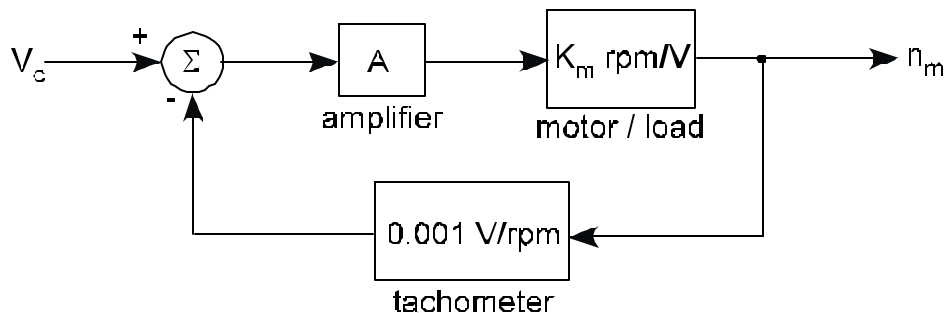 V_c
+
-
Σ
A
amplifier
K_m rpm/V
motor / load
n_m
0.001 V/rpm
tachometer